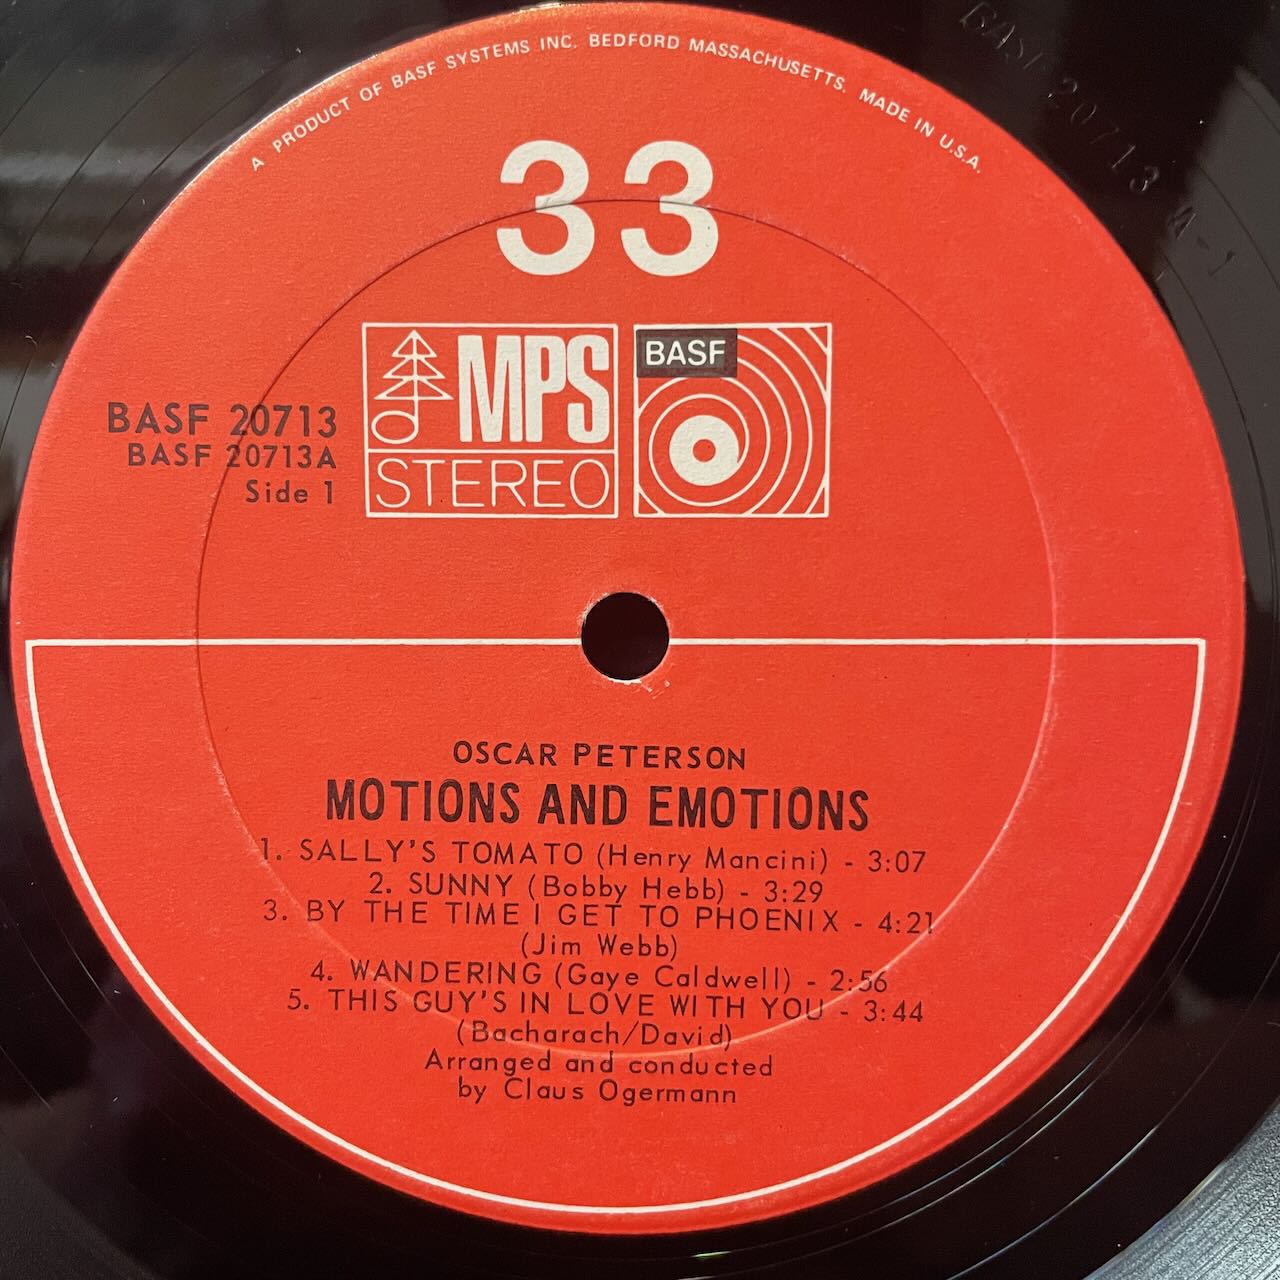 A PRODUCT OF BASF SYSTEMS INC. BEDFORD MASSACHUSETTS. MADE IN U.S.A.
BASF 20713 A-1
33
MPS
STEREO
BASF
BASF 20713
BASF 20713A
Side 1
OSCAR PETERSON
MOTIONS AND EMOTIONS
1. SALLY'S TOMATO (Henry Mancini) - 3:07
2. SUNNY (Bobby Hebb) - 3:29
3. BY THE TIME I GET TO PHOENIX - 4:21
(Jim Webb)
4. WANDERING (Gaye Caldwell) - 2:56
5. THIS GUY'S IN LOVE WITH YOU - 3:44
(Bacharach/David)
Arranged and conducted
by Claus Ogermann